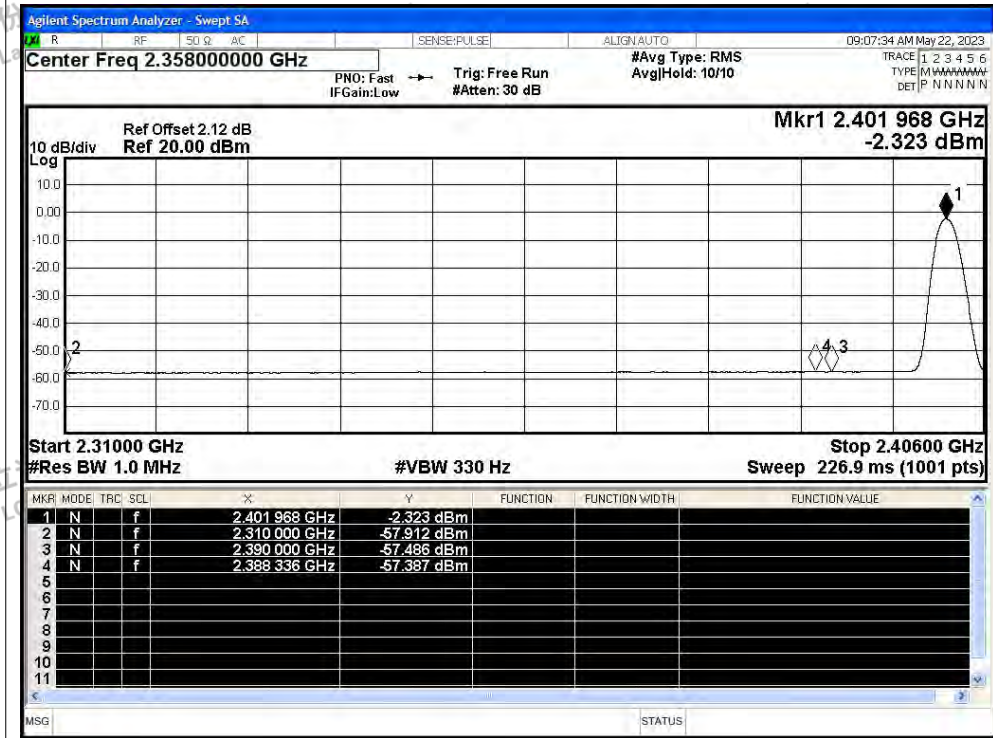 Agilent Spectrum Analyzer - Swept SA
LXI R RF 50 Ω AC SENSE:PULSE ALIGN AUTO 09:07:34 AM May 22, 2023
Center Freq 2.358000000 GHz #Avg Type: RMS TRACE 1 2 3 4 5 6
PNO: Fast Trig: Free Run Avg|Hold: 10/10 TYPE M WWWWW
IFGain:Low #Atten: 30 dB DET P N N N N N
Mkr1 2.401 968 GHz
Ref Offset 2.12 dB -2.323 dBm
10 dB/div Ref 20.00 dBm
Log
10.0
1
0.00
-10.0
-20.0
-30.0
-40.0
-50.0 2 4 3
-60.0
-70.0
Start 2.31000 GHz Stop 2.40600 GHz
#Res BW 1.0 MHz #VBW 330 Hz Sweep 226.9 ms (1001 pts)
MKR MODE TRC SCL X Y FUNCTION FUNCTION WIDTH FUNCTION VALUE
1 N f 2.401 968 GHz -2.323 dBm
2 N f 2.310 000 GHz -57.912 dBm
3 N f 2.390 000 GHz -57.486 dBm
4 N f 2.388 336 GHz -57.387 dBm
5
6
7
8
9
10
11
MSG STATUS